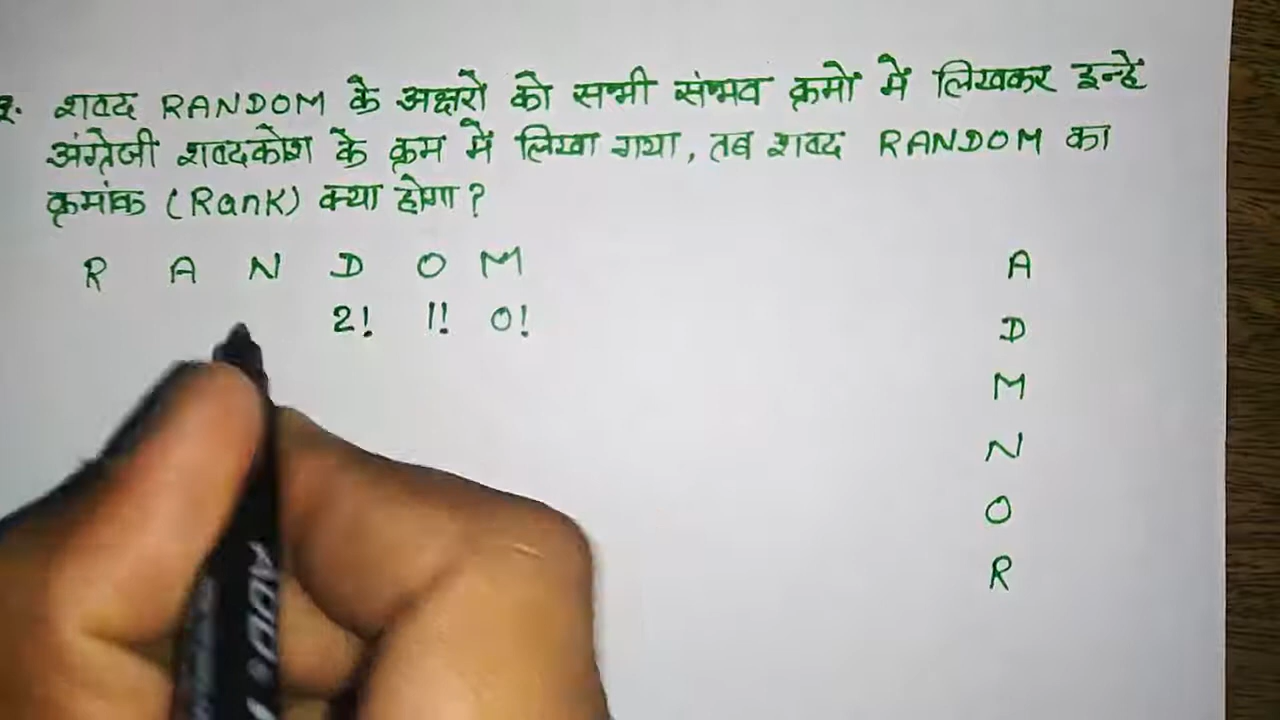 शब्द RANDOM के अक्षरो को सभी संभव क्रमों में लिखकर इन्हें
अंग्रेजी शब्दकोश के क्रम में लिखा गया, तब शब्द RANDOM का
क्रमांक (Rank) क्या होगा?
R A N D O M
2! 1! 0!
A
D
M
N
O
R